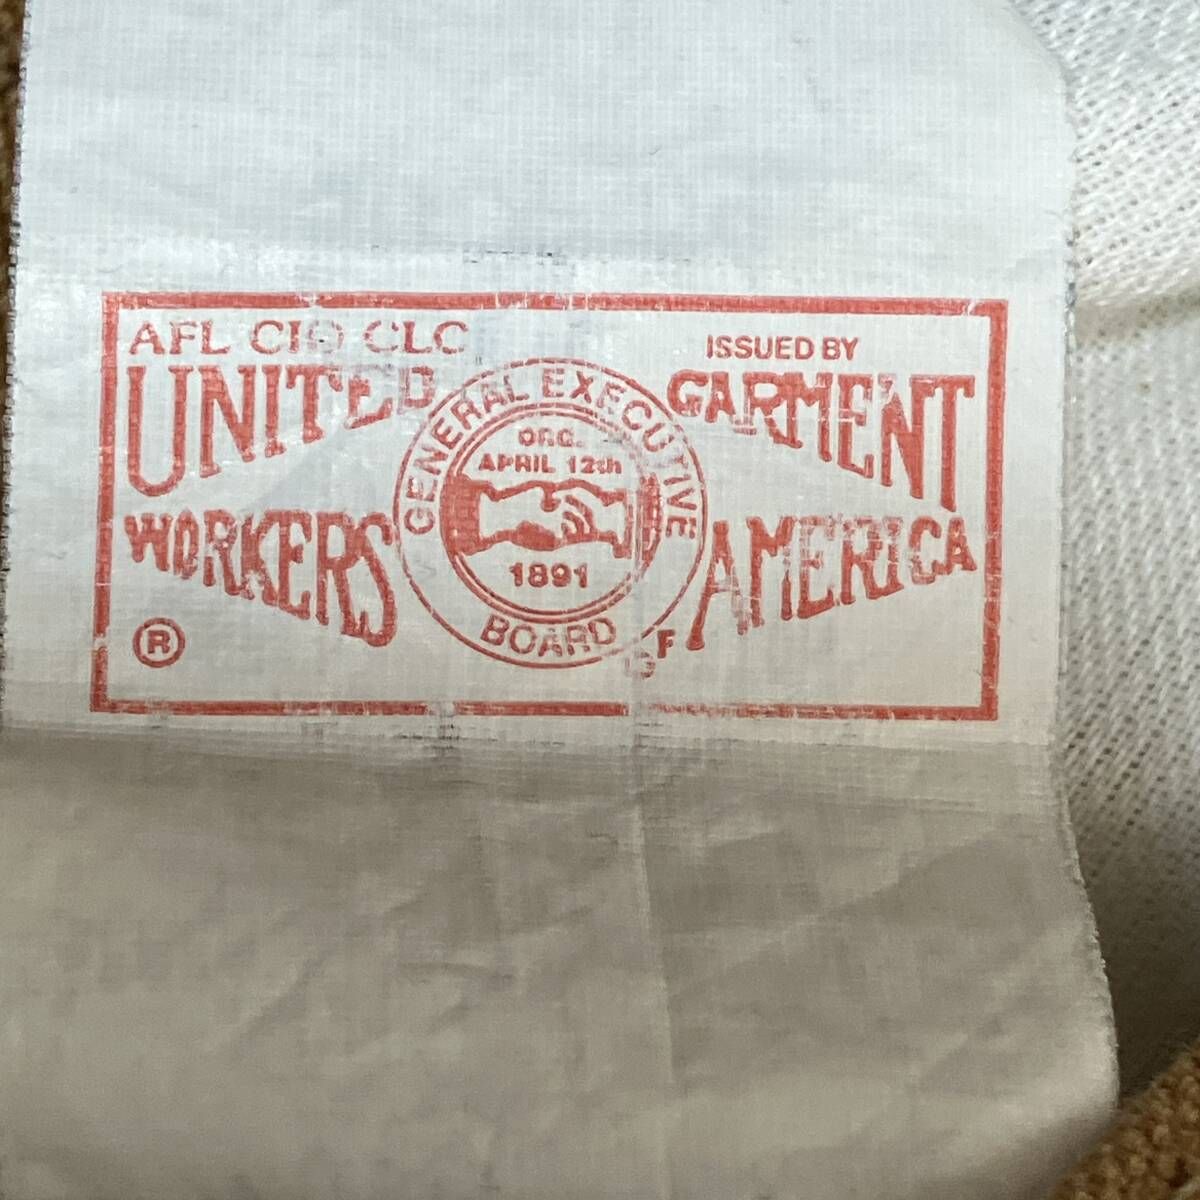 AFL CIO CLC
ISSUED BY
UNITED GARMENT
WORKERS OF AMERICA
GENERAL EXECUTIVE
BOARD
ORG.
APRIL 12th
1891
®